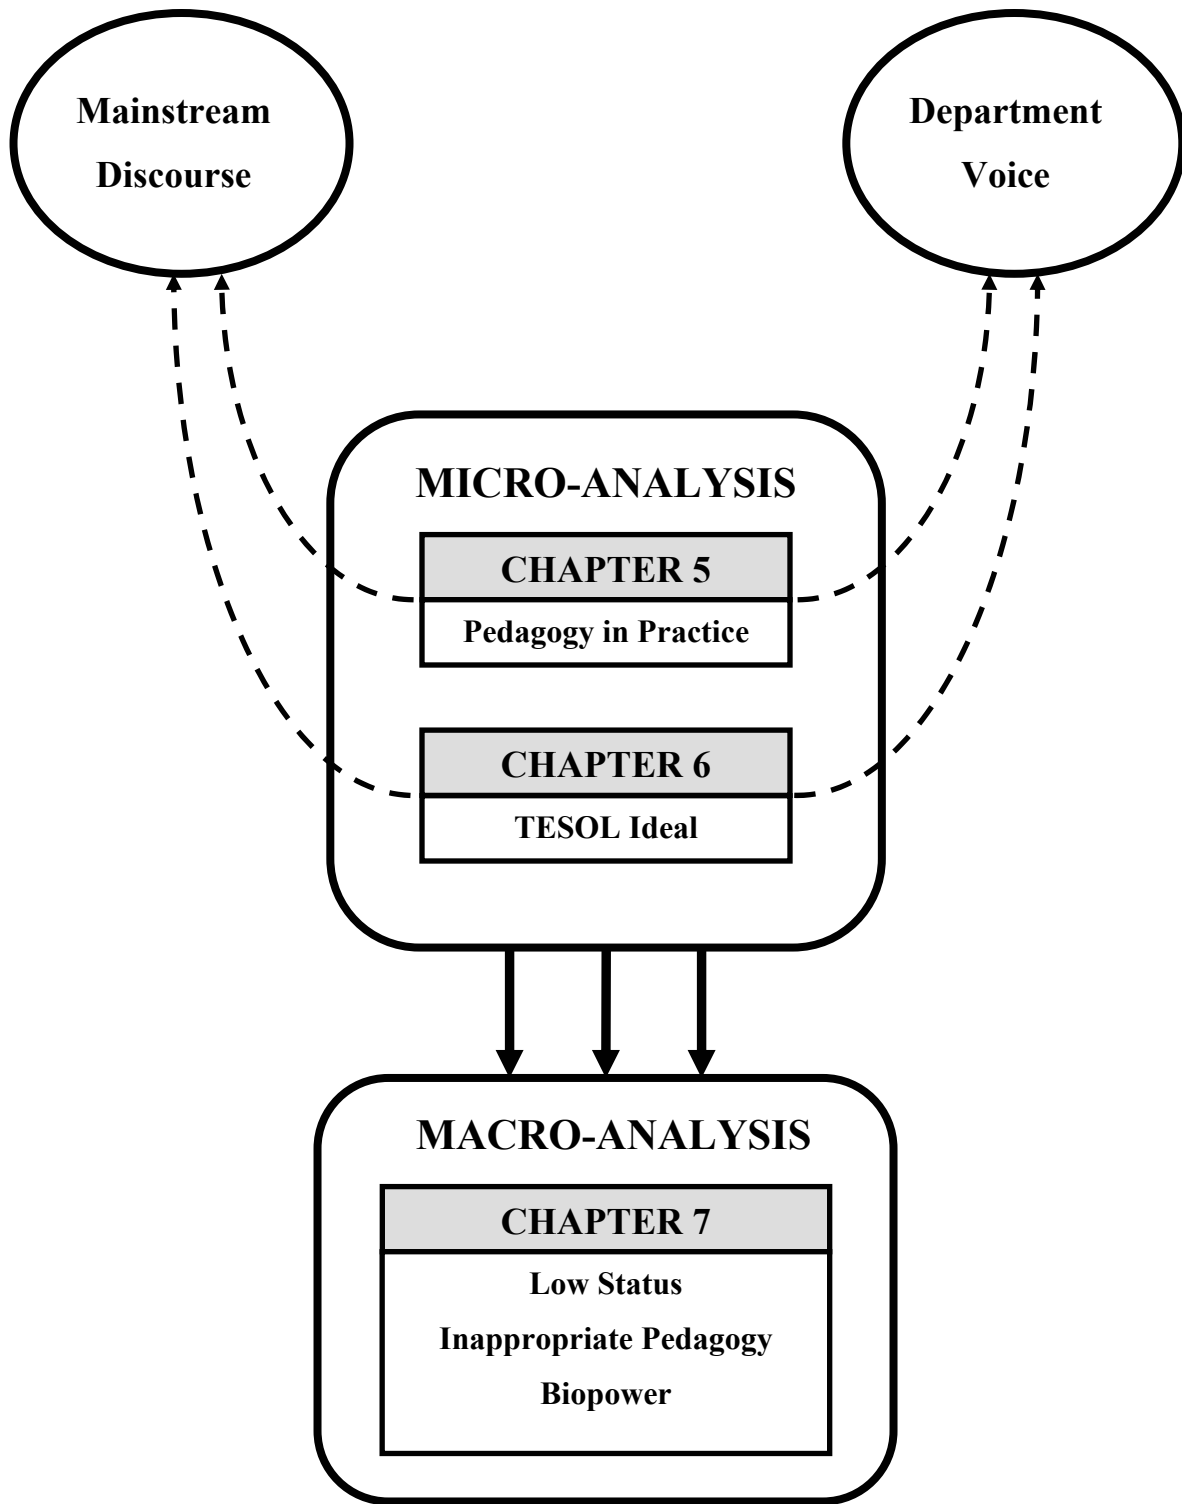 Mainstream
Discourse
Department
Voice
MICRO-ANALYSIS
CHAPTER 5
Pedagogy in Practice
CHAPTER 6
TESOL Ideal
MACRO-ANALYSIS
CHAPTER 7
Low Status
Inappropriate Pedagogy
Biopower